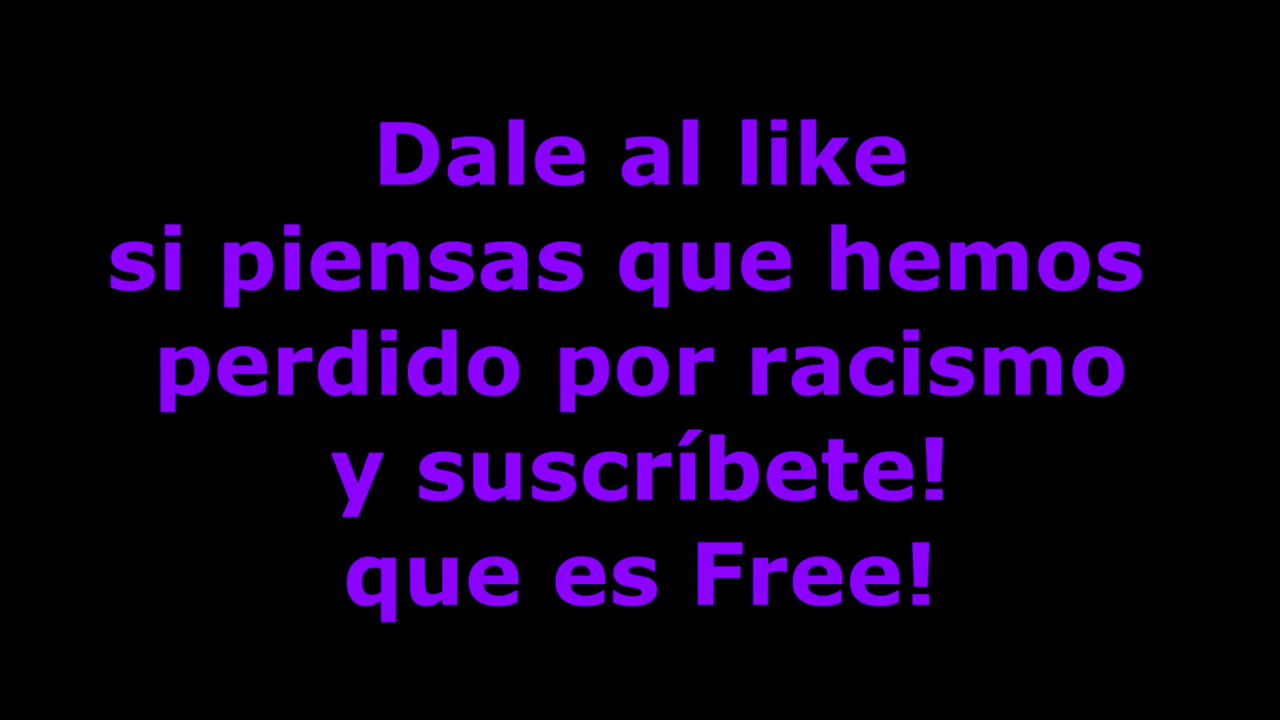 Dale al like
si piensas que hemos
perdido por racismo
y suscríbete!
que es Free!